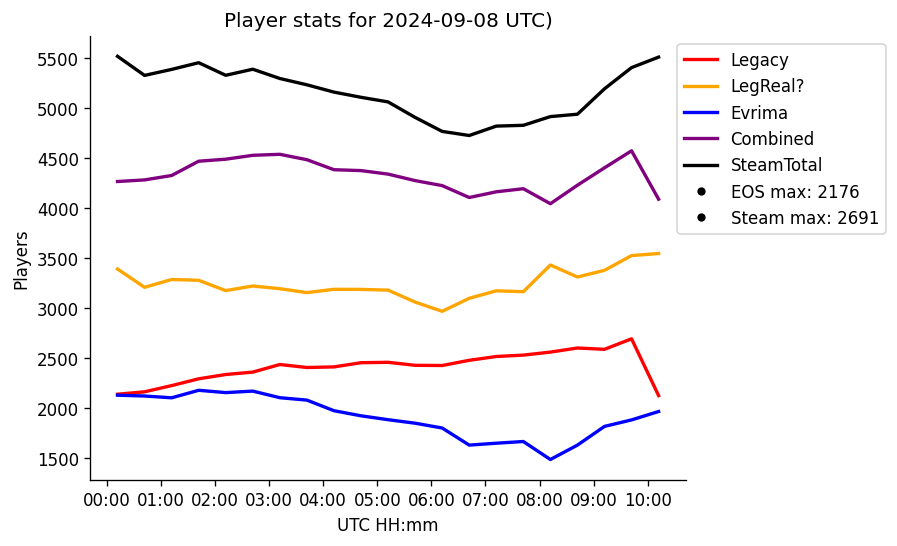 Player stats for 2024-09-08 UTC)
Legacy
LegReal?
Evrima
Combined
SteamTotal
EOS max: 2176
Steam max: 2691
Players
5500
5000
4500
4000
3500
3000
2500
2000
1500
00:00 01:00 02:00 03:00 04:00 05:00 06:00 07:00 08:00 09:00 10:00
UTC HH:mm